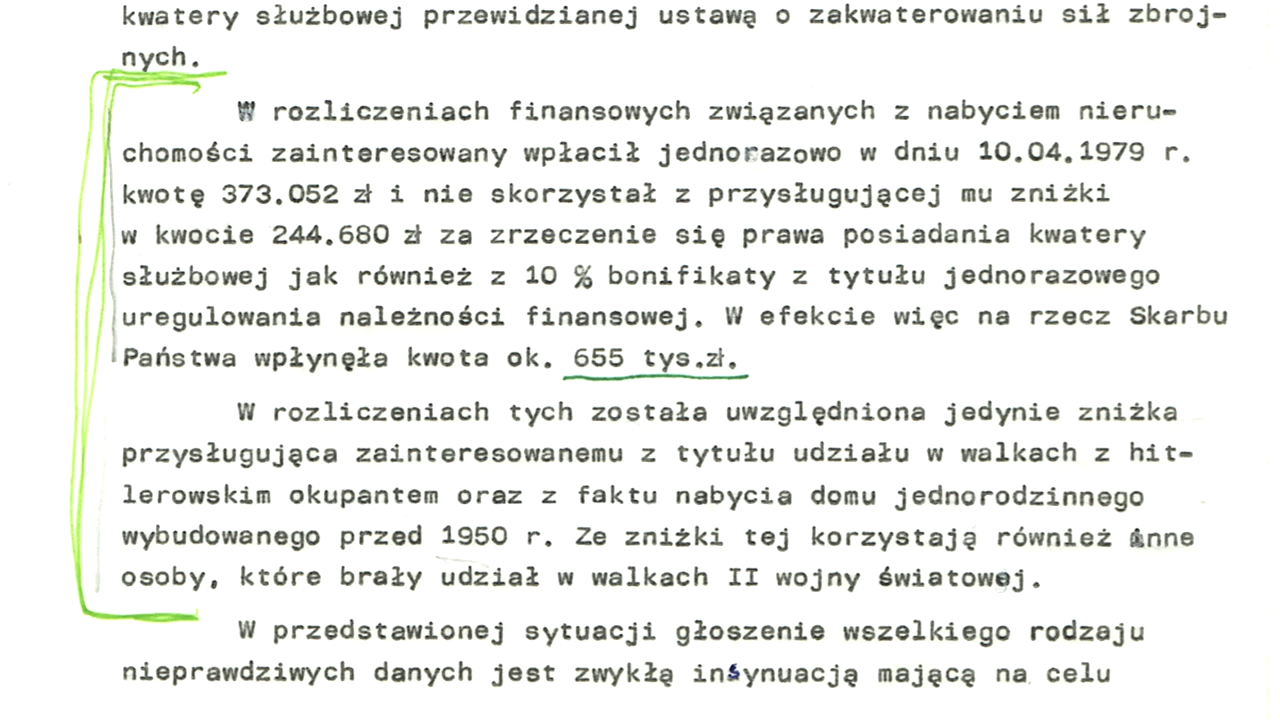 kwatery służbowej przewidzianej ustawą o zakwaterowaniu sił zbroj-
nych.
W rozliczeniach finansowych związanych z nabyciem nieru-
chomości zainteresowany wpłacił jednorazowo w dniu 10.04.1979 r.
kwotę 373.052 zł i nie skorzystał z przysługującej mu zniżki
w kwocie 244.680 zł za zrzeczenie się prawa posiadania kwatery
służbowej jak również z 10 % bonifikaty z tytułu jednorazowego
uregulowania należności finansowej. W efekcie więc na rzecz Skarbu
Państwa wpłynęła kwota ok. 655 tys.zł.
W rozliczeniach tych została uwzględniona jedynie zniżka
przysługująca zainteresowanemu z tytułu udziału w walkach z hit-
lerowskim okupantem oraz z faktu nabycia domu jednorodzinnego
wybudowanego przed 1950 r. Ze zniżki tej korzystają również inne
osoby, które brały udział w walkach II wojny światowej.
W przedstawionej sytuacji głoszenie wszelkiego rodzaju
nieprawdziwych danych jest zwykłą insynuacją mającą na celu